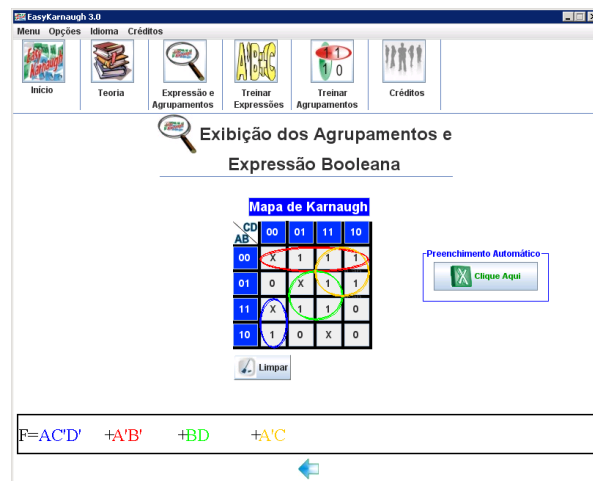 EasyKarnaugh 3.0
Menu Opções Idioma Créditos
Início Teoria Expressão e Agrupamentos Treinar Expressões Treinar Agrupamentos Créditos
Exibição dos Agrupamentos e
Expressão Booleana
Mapa de Karnaugh
CD
AB
00 01 11 10
00 X 1 1 1
01 0 X 1 1
11 X 1 1 0
10 1 0 X 0
Preenchimento Automático
Clique Aqui
Limpar
F=AC'D' +A'B' +BD +A'C